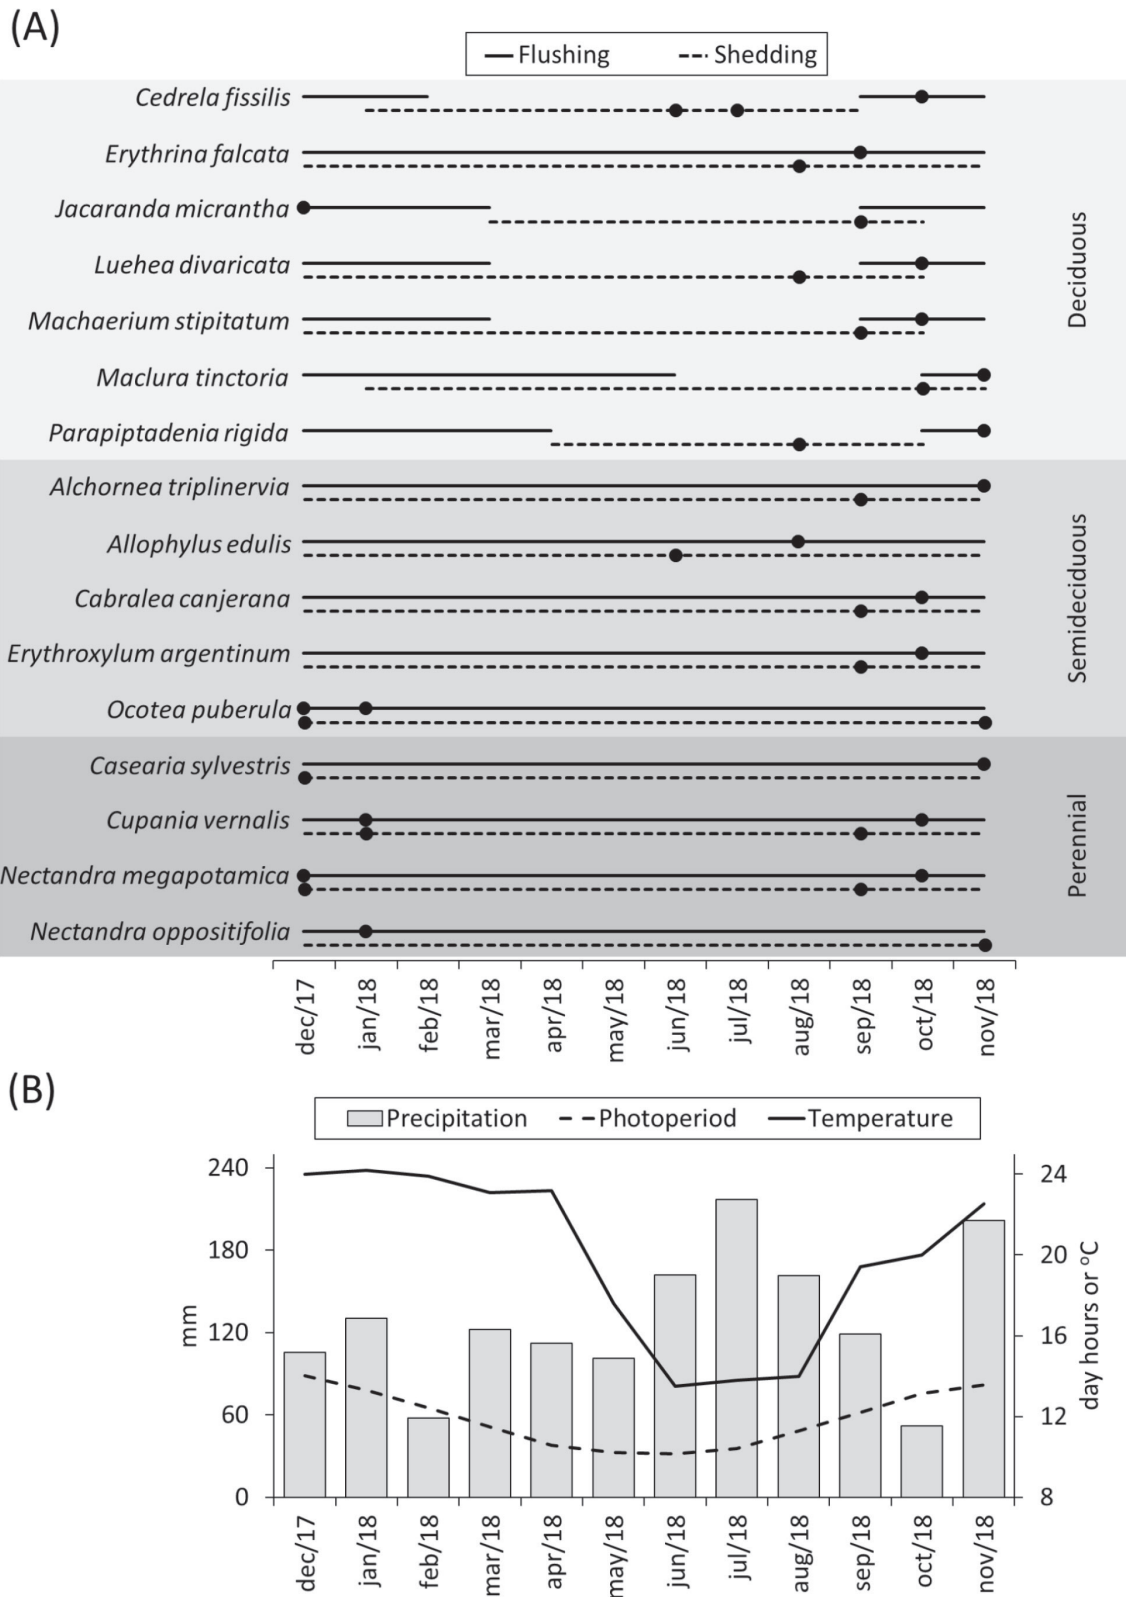 (A)
Flushing Shedding
Cedrela fissilis
Erythrina falcata
Jacaranda micrantha
Luehea divaricata
Machaerium stipitatum
Maclura tinctoria
Parapiptadenia rigida
Deciduous
Alchornea triplinervia
Allophylus edulis
Cabralea canjerana
Erythroxylum argentinum
Ocotea puberula
Semideciduous
Casearia sylvestris
Cupania vernalis
Nectandra megapotamica
Nectandra oppositifolia
Perennial
dec/17 jan/18 feb/18 mar/18 apr/18 may/18 jun/18 jul/18 aug/18 sep/18 oct/18 nov/18
(B)
Precipitation Photoperiod Temperature
240
180
120
60
0
mm
24
20
16
12
8
day hours or °C
dec/17 jan/18 feb/18 mar/18 apr/18 may/18 jun/18 jul/18 aug/18 sep/18 oct/18 nov/18